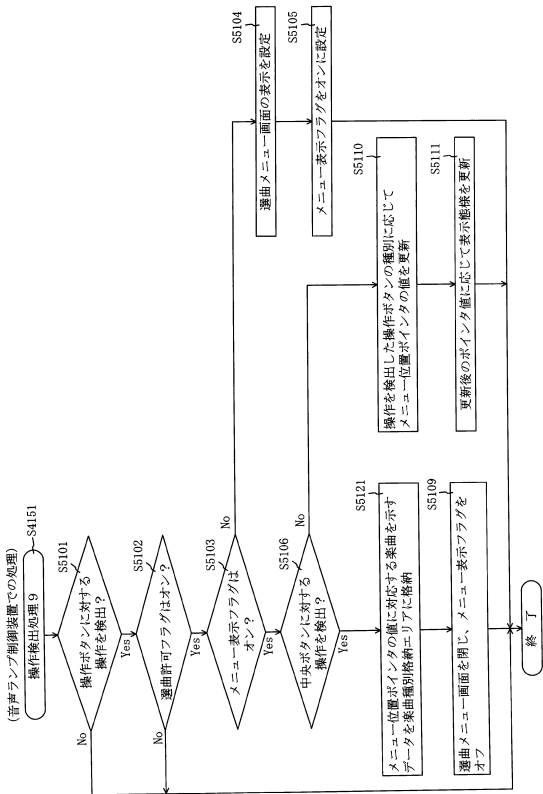 (音声ランプ制御装置での処理)
操作検出処理9
S4151
S5101
操作ボタンに対する
操作を検出?
No
Yes
S5102
選曲許可フラグはオン?
No
Yes
S5103
メニュー表示フラグは
オン?
No
Yes
S5104
選曲メニュー画面の表示を設定
S5105
メニュー表示フラグをオンに設定
S5106
中央ボタンに対する
操作を検出?
No
Yes
S5110
操作を検出した操作ボタンの種別に応じて
メニュー位置ポインタの値を更新
S5111
更新後のポインタ値に応じて表示態様を更新
S5121
メニュー位置ポインタの値に対応する楽曲を示す
データを楽曲種別格納エリアに格納
S5109
選曲メニュー画面を閉じ、メニュー表示フラグを
オフ
終 了